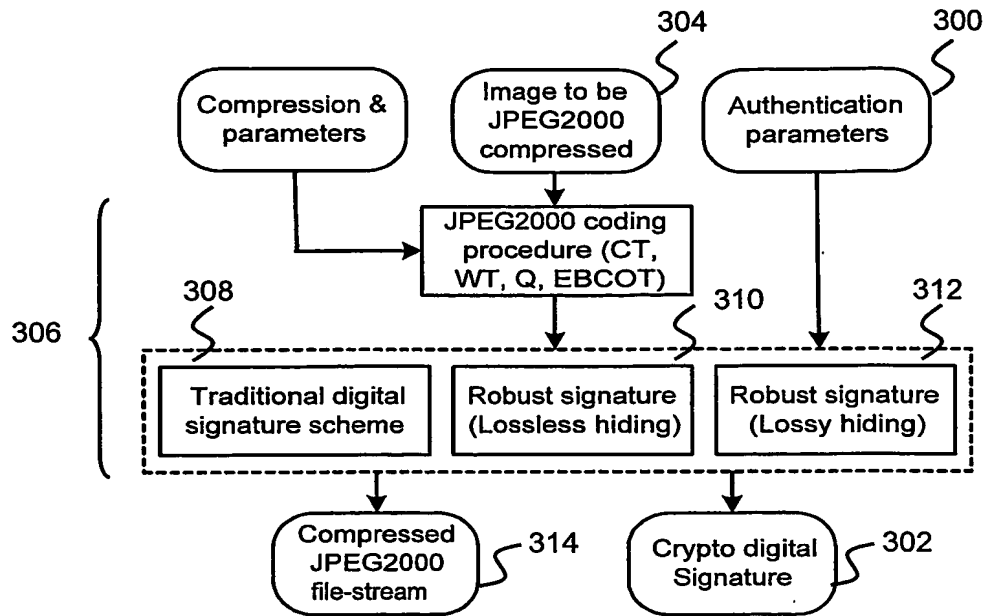 304
300
Compression &
parameters
Image to be
JPEG2000
compressed
Authentication
parameters
JPEG2000 coding
procedure (CT,
WT, Q, EBCOT)
306
308
310
312
Traditional digital
signature scheme
Robust signature
(Lossless hiding)
Robust signature
(Lossy hiding)
Compressed
JPEG2000
file-stream
314
Crypto digital
Signature
302